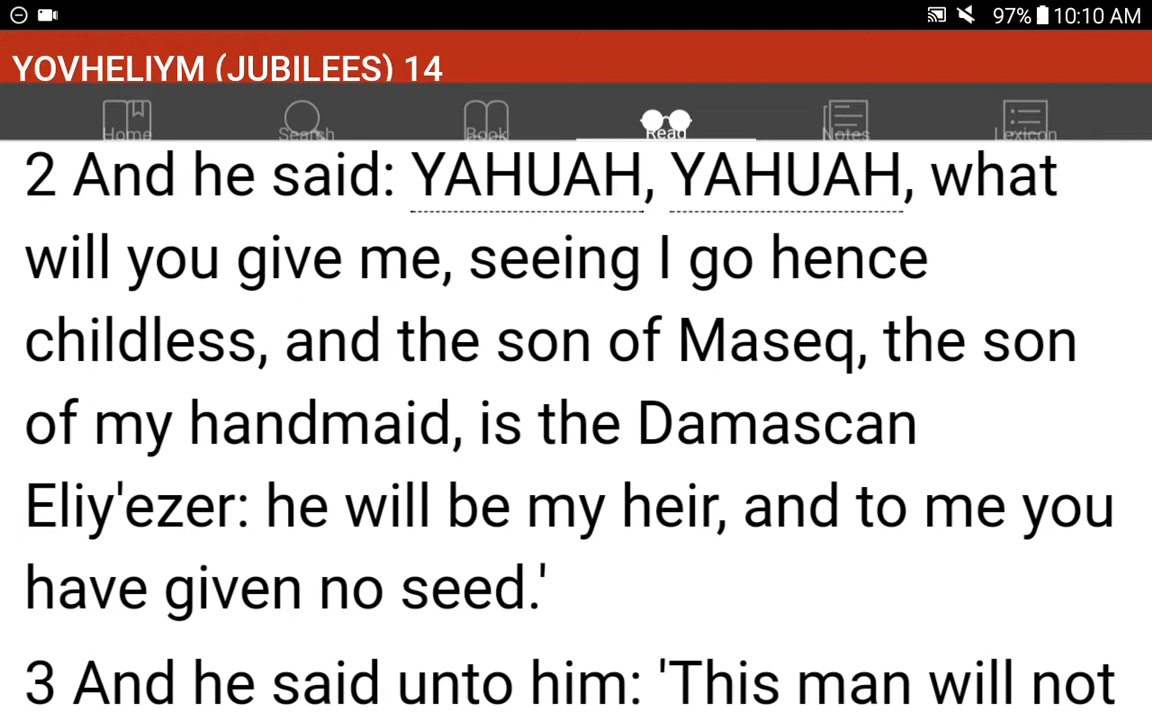 97% 10:10 AM
YOVHELIYM (JUBILEES) 14
Home Search Book Read Notes Lexicon
2 And he said: YAHUAH, YAHUAH, what
will you give me, seeing I go hence
childless, and the son of Maseq, the son
of my handmaid, is the Damascan
Eliy'ezer: he will be my heir, and to me you
have given no seed.'
3 And he said unto him: 'This man will not